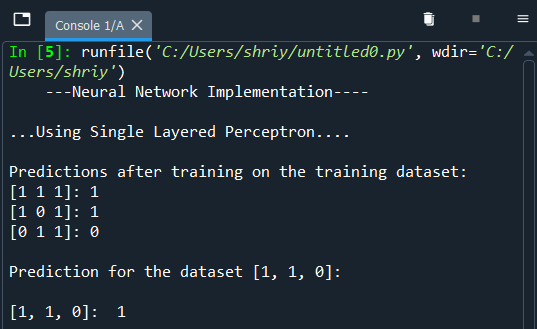 Console 1/A
In [5]: runfile('C:/Users/shriy/untitled0.py', wdir='C:/
Users/shriy')
---Neural Network Implementation----
...Using Single Layered Perceptron....
Predictions after training on the training dataset:
[1 1 1]: 1
[1 0 1]: 1
[0 1 1]: 0
Prediction for the dataset [1, 1, 0]:
[1, 1, 0]:  1